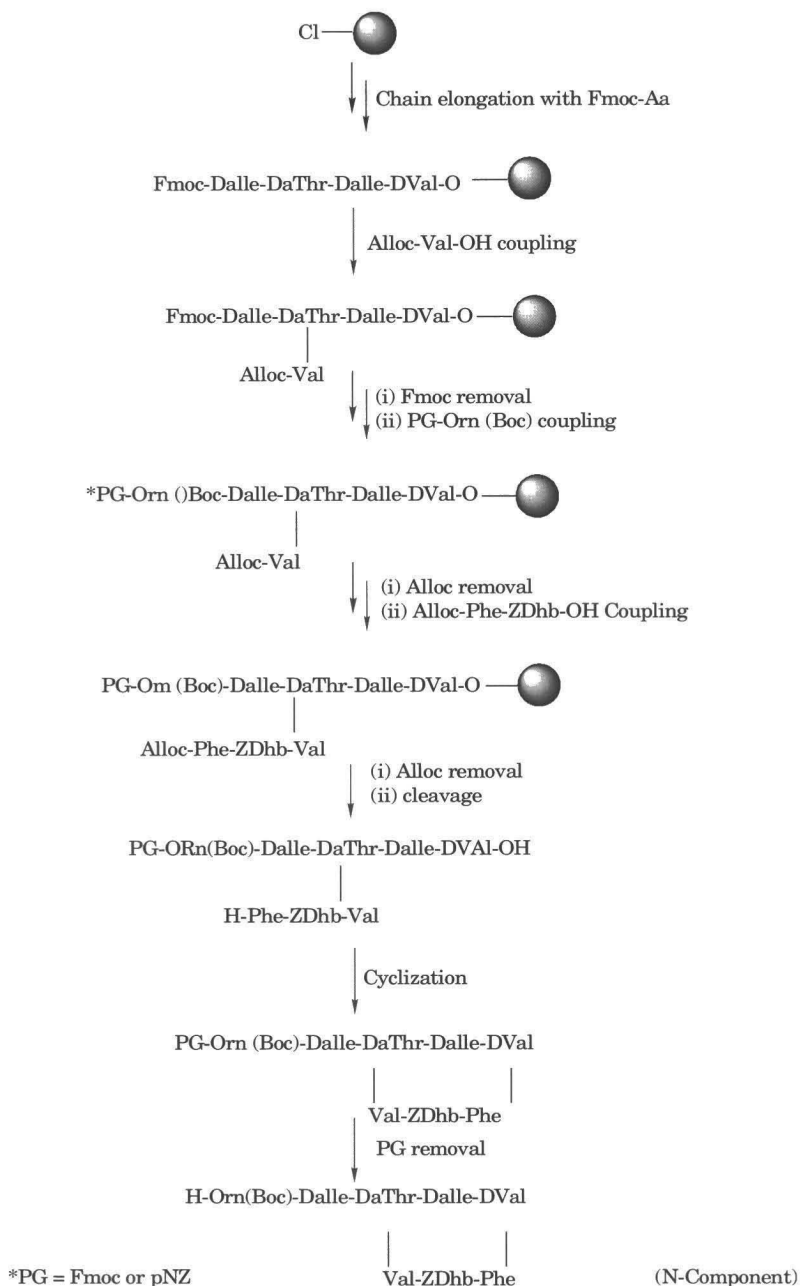 Cl
Chain elongation with Fmoc-Aa
Fmoc-Dalle-DaThr-Dalle-DVal-O
Alloc-Val-OH coupling
Fmoc-Dalle-DaThr-Dalle-DVal-O
Alloc-Val
(i) Fmoc removal
(ii) PG-Orn (Boc) coupling
*PG-Orn ()Boc-Dalle-DaThr-Dalle-DVal-O
Alloc-Val
(i) Alloc removal
(ii) Alloc-Phe-ZDhb-OH Coupling
PG-Om (Boc)-Dalle-DaThr-Dalle-DVal-O
Alloc-Phe-ZDhb-Val
(i) Alloc removal
(ii) cleavage
PG-ORn(Boc)-Dalle-DaThr-Dalle-DVAl-OH
H-Phe-ZDhb-Val
Cyclization
PG-Orn (Boc)-Dalle-DaThr-Dalle-DVal
Val-ZDhb-Phe
PG removal
H-Orn(Boc)-Dalle-DaThr-Dalle-DVal
*PG = Fmoc or pNZ
Val-ZDhb-Phe
(N-Component)